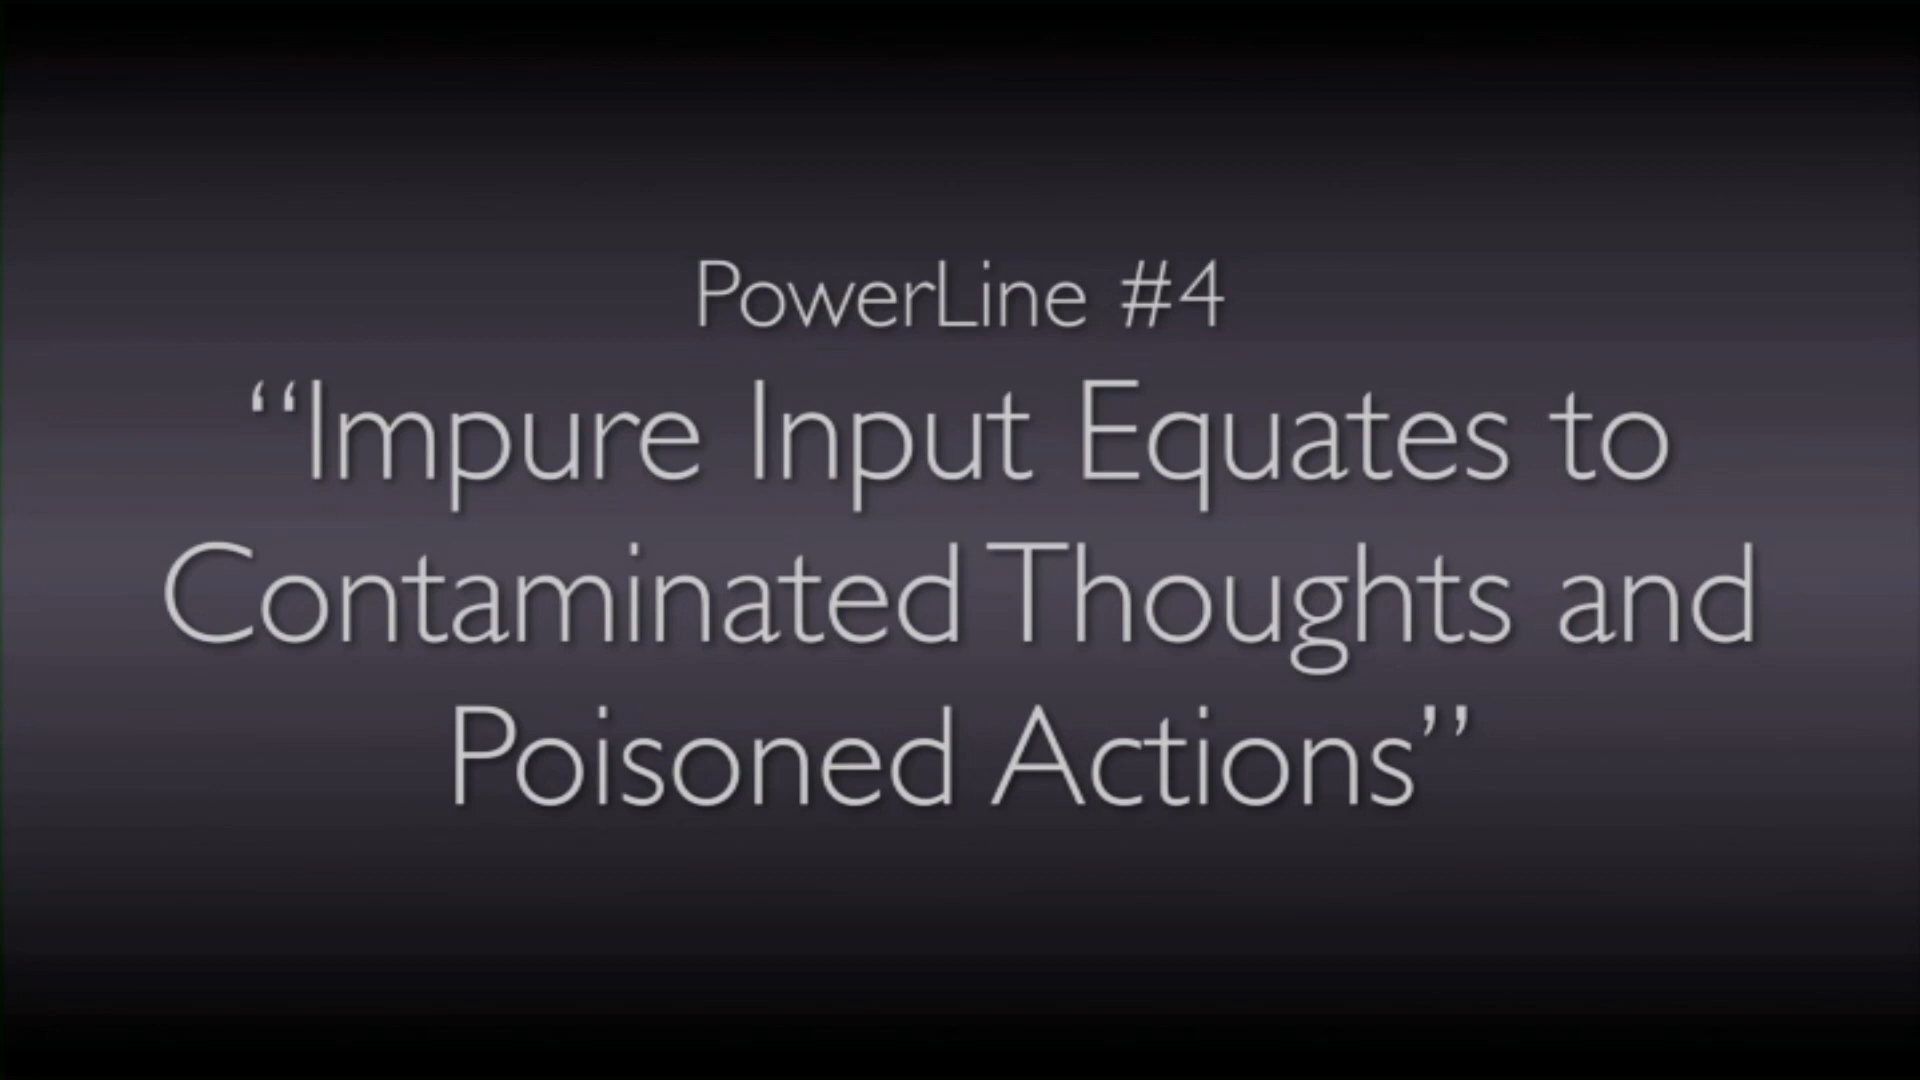 PowerLine #4
“Impure Input Equates to
Contaminated Thoughts and
Poisoned Actions”